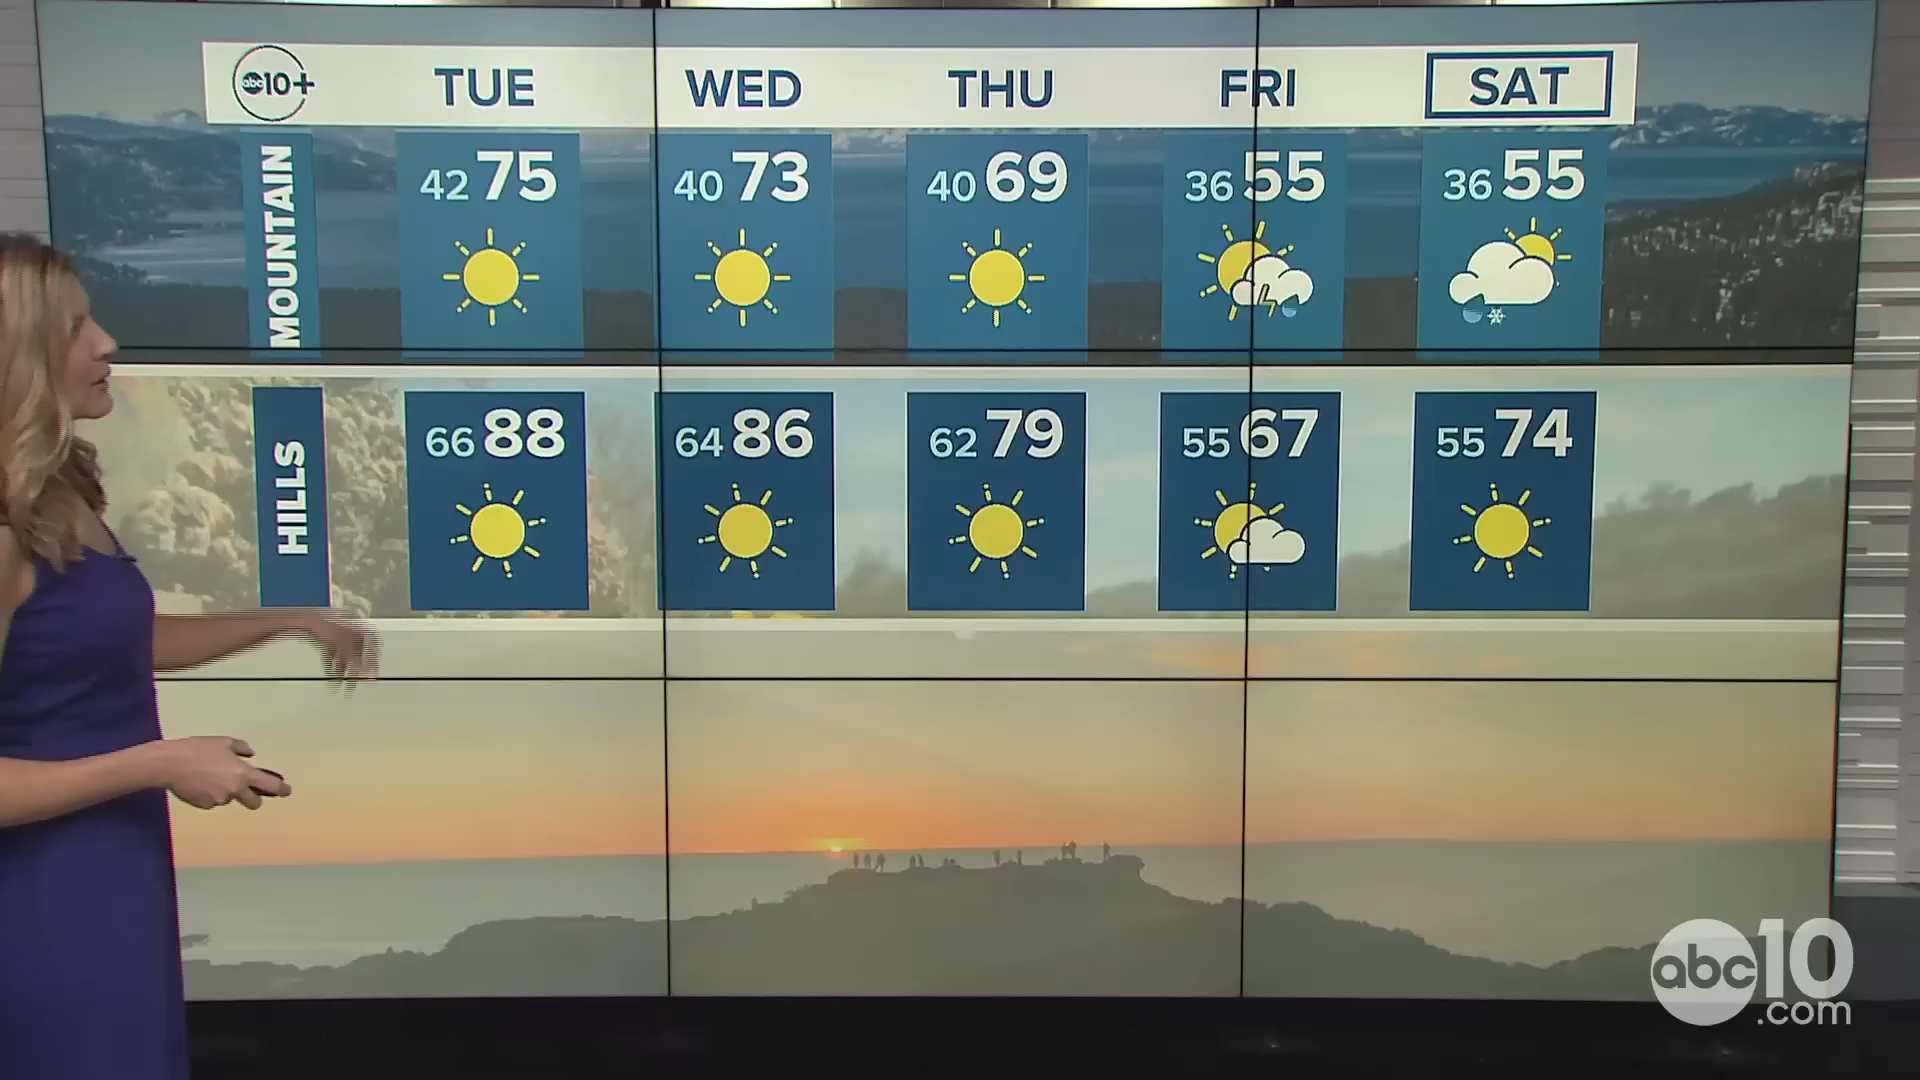 abc10+ TUE WED THU FRI SAT
MOUNTAIN
42 75 40 73 40 69 36 55 36 55
HILLS
66 88 64 86 62 79 55 67 55 74
abc10
.com